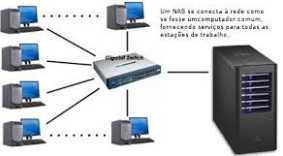 Um NAS se conecta à rede como
se fosse umcomputador comum,
fornecendo serviços para todas as
estações de trabalho.
Gigabit Switch